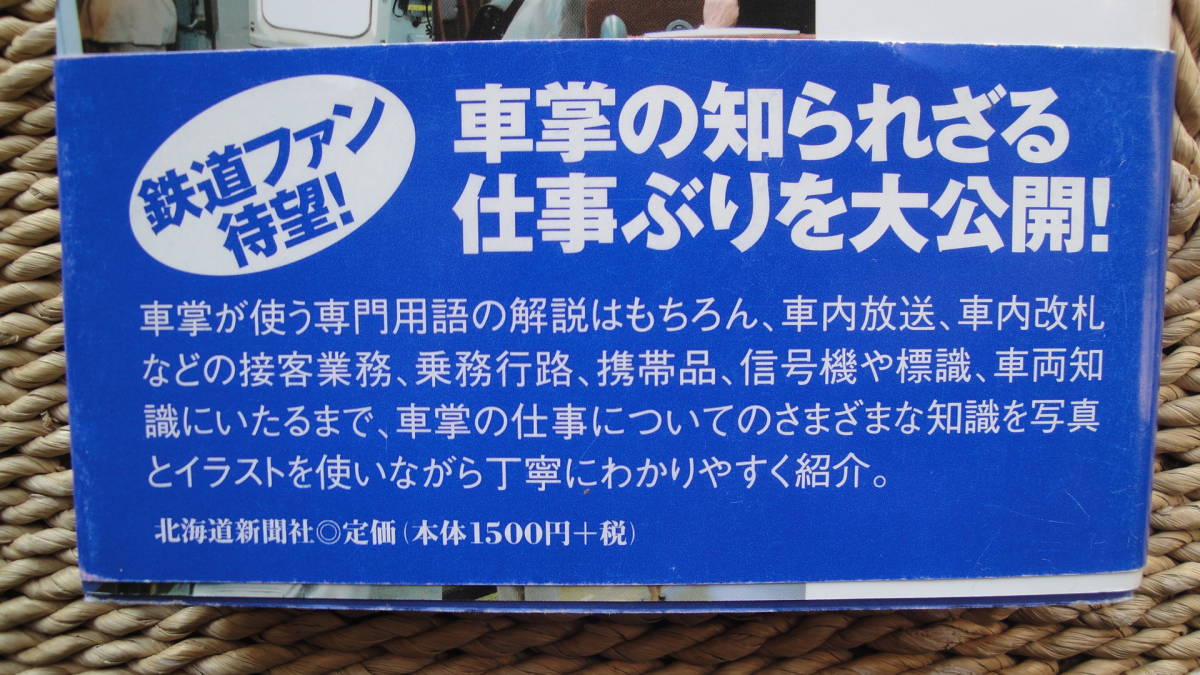 鉄道ファン
待望!
車掌の知られざる
仕事ぶりを大公開!
車掌が使う専門用語の解説はもちろん、車内放送、車内改札
などの接客業務、乗務行路、携帯品、信号機や標識、車両知
識にいたるまで、車掌の仕事についてのさまざまな知識を写真
とイラストを使いながら丁寧にわかりやすく紹介。
北海道新聞社◎定価(本体1500円+税)